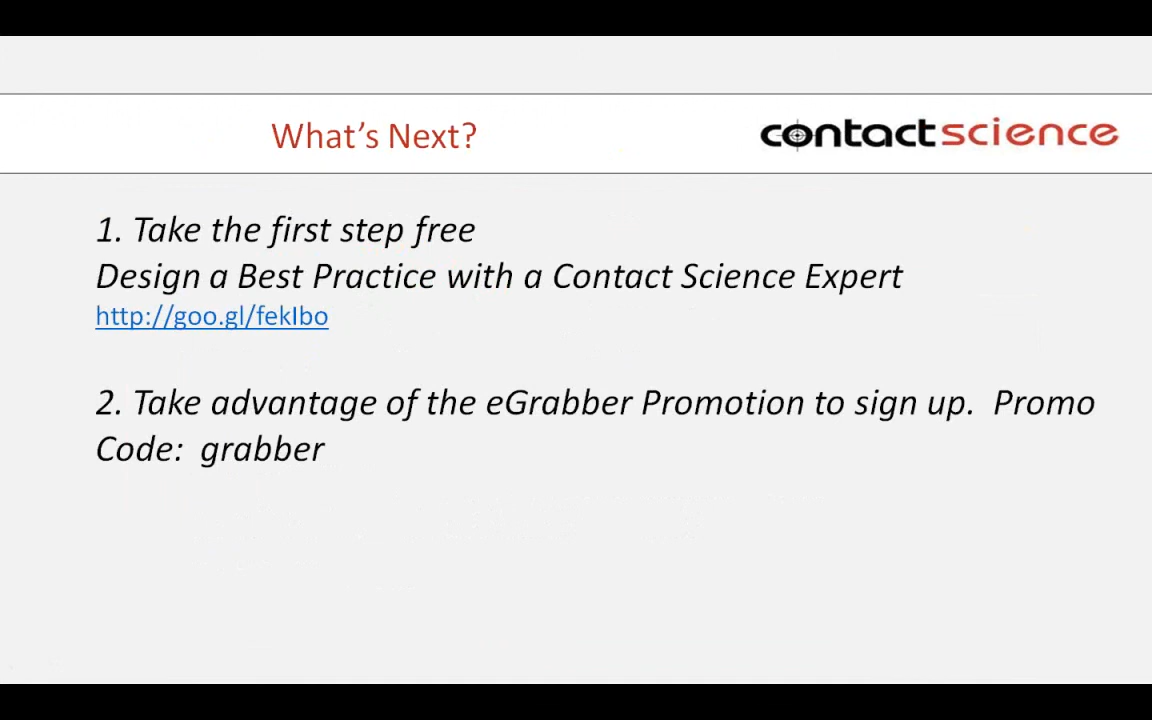 What's Next?
contactscience
1. Take the first step free
Design a Best Practice with a Contact Science Expert
http://goo.gl/fekIbo
2. Take advantage of the eGrabber Promotion to sign up.  Promo
Code:  grabber